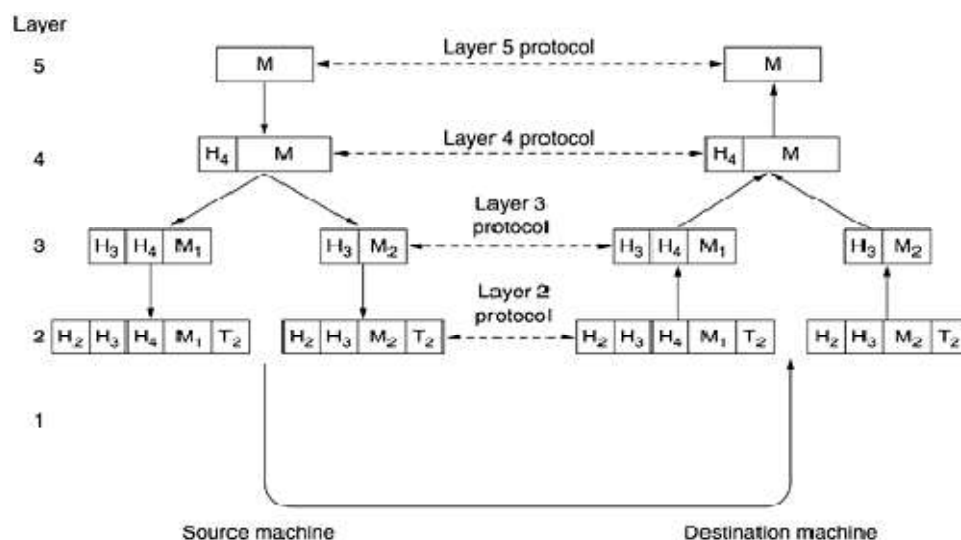 Layer
5 M Layer 5 protocol M
4 H₄ M Layer 4 protocol H₄ M
Layer 3
protocol
3 H₃ H₄ M₁ H₃ M₂ H₃ H₄ M₁ H₃ M₂
Layer 2
protocol
2 H₂ H₃ H₄ M₁ T₂ H₂ H₃ M₂ T₂ H₂ H₃ H₄ M₁ T₂ H₂ H₃ M₂ T₂
1
Source machine Destination machine